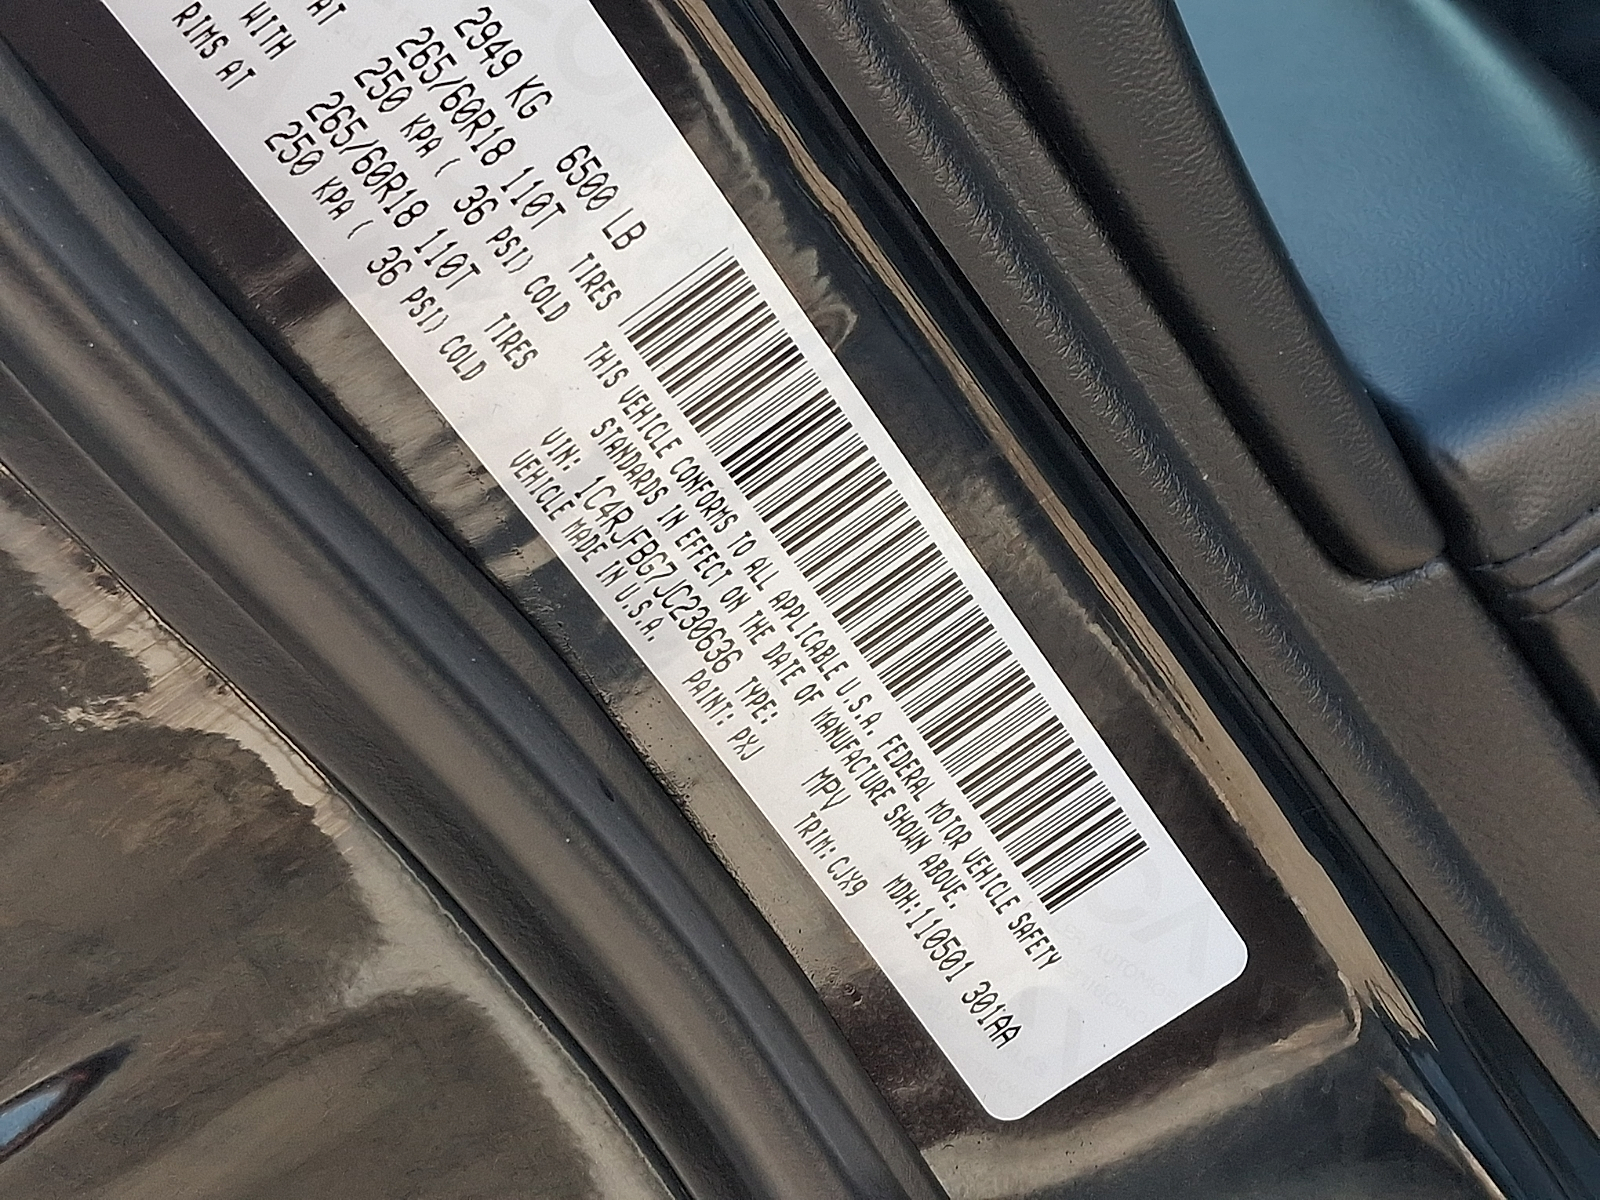 2949 KG 6500 LB
AT 265/60R18 110T TIRES
250 KPA ( 36 PSI) COLD
WITH 265/60R18 110T TIRES
RIMS AT 250 KPA ( 36 PSI) COLD
THIS VEHICLE CONFORMS TO ALL APPLICABLE U.S.A. FEDERAL MOTOR VEHICLE SAFETY
STANDARDS IN EFFECT ON THE DATE OF MANUFACTURE SHOWN ABOVE.
VIN: 1C4RJFBG7JC230636 TYPE: MPV MDH:110501 301AA
VEHICLE MADE IN U.S.A. PAINT: PXJ TRIM: CJX9